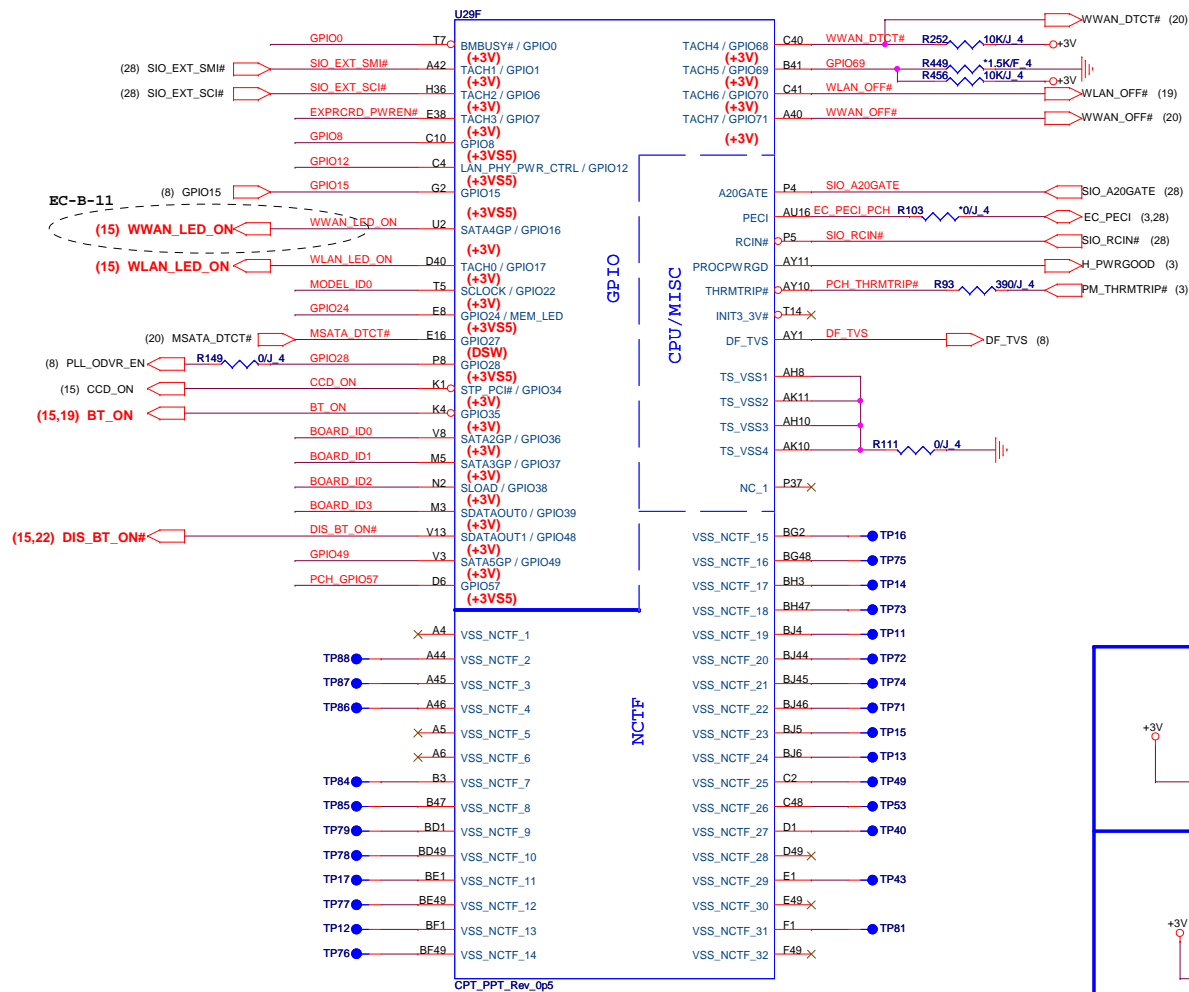 U29F
GPIO0 T7 BMBUSY# / GPIO0
(+3V)
(28) SIO_EXT_SMI# SIO_EXT_SMI# A42 TACH1 / GPIO1
(+3V)
(28) SIO_EXT_SCI# SIO_EXT_SCI# H36 TACH2 / GPIO6
(+3V)
EXPRCRD_PWREN# E38 TACH3 / GPIO7
(+3V)
GPIO8 C10 GPIO8
(+3VS5)
GPIO12 C4 LAN_PHY_PWR_CTRL / GPIO12
(+3VS5)
(8) GPIO15 GPIO15 G2 GPIO15
(+3VS5)
EC-B-11
(15) WWAN_LED_ON WWAN_LED_ON U2 SATA4GP / GPIO16
(+3V)
(15) WLAN_LED_ON WLAN_LED_ON D40 TACH0 / GPIO17
(+3V)
MODEL_ID0 T5 SCLOCK / GPIO22
(+3V)
GPIO24 E8 GPIO24 / MEM_LED
(+3VS5)
(20) MSATA_DTCT# MSATA_DTCT# E16 GPIO27
(DSW)
(8) PLL_ODVR_EN R149 0/J_4 GPIO28 P8 GPIO28
(+3VS5)
(15) CCD_ON CCD_ON K1 STP_PCI# / GPIO34
(+3V)
(15,19) BT_ON BT_ON K4 GPIO35
(+3V)
BOARD_ID0 V8 SATA2GP / GPIO36
(+3V)
BOARD_ID1 M5 SATA3GP / GPIO37
(+3V)
BOARD_ID2 N2 SLOAD / GPIO38
(+3V)
BOARD_ID3 M3 SDATAOUT0 / GPIO39
(+3V)
(15,22) DIS_BT_ON# DIS_BT_ON# V13 SDATAOUT1 / GPIO48
(+3V)
GPIO49 V3 SATA5GP / GPIO49
(+3V)
PCH_GPIO57 D6 GPIO57
(+3VS5)
A4 VSS_NCTF_1
TP88 A44 VSS_NCTF_2
TP87 A45 VSS_NCTF_3
TP86 A46 VSS_NCTF_4
A5 VSS_NCTF_5
A6 VSS_NCTF_6
TP84 B3 VSS_NCTF_7
TP85 B47 VSS_NCTF_8
TP79 BD1 VSS_NCTF_9
TP78 BD49 VSS_NCTF_10
TP17 BE1 VSS_NCTF_11
TP77 BE49 VSS_NCTF_12
TP12 BF1 VSS_NCTF_13
TP76 BF49 VSS_NCTF_14
GPIO
CPU/MISC
NCTF
TACH4 / GPIO68 C40 WWAN_DTCT# R252 10K/J_4 +3V
WWAN_DTCT# (20)
TACH5 / GPIO69 B41 GPIO69 R449 *1.5K/F_4
R456 10K/J_4 +3V
TACH6 / GPIO70 C41 WLAN_OFF# WLAN_OFF# (19)
TACH7 / GPIO71 A40 WWAN_OFF# WWAN_OFF# (20)
(+3V)
A20GATE P4 SIO_A20GATE SIO_A20GATE (28)
PECI AU16 EC_PECI_PCH R103 *0/J_4 EC_PECI (3,28)
RCIN# P5 SIO_RCIN# SIO_RCIN# (28)
PROCPWRGD AY11 H_PWRGOOD (3)
THRMTRIP# AY10 PCH_THRMTRIP# R93 390/J_4 PM_THRMTRIP# (3)
INIT3_3V# T14
DF_TVS AY1 DF_TVS DF_TVS (8)
TS_VSS1 AH8
TS_VSS2 AK11
TS_VSS3 AH10
TS_VSS4 AK10 R111 0/J_4
NC_1 P37
VSS_NCTF_15 BG2 TP16
VSS_NCTF_16 BG48 TP75
VSS_NCTF_17 BH3 TP14
VSS_NCTF_18 BH47 TP73
VSS_NCTF_19 BJ4 TP11
VSS_NCTF_20 BJ44 TP72
VSS_NCTF_21 BJ45 TP74
VSS_NCTF_22 BJ46 TP71
VSS_NCTF_23 BJ5 TP15
VSS_NCTF_24 BJ6 TP13
VSS_NCTF_25 C2 TP49
VSS_NCTF_26 C48 TP53
VSS_NCTF_27 D1 TP40
VSS_NCTF_28 D49
VSS_NCTF_29 E1 TP43
VSS_NCTF_30 E49
VSS_NCTF_31 F1 TP81
VSS_NCTF_32 F49
+3V
+3V
CPT_PPT_Rev_0p5
(+3V)
(+3V)
(+3V)